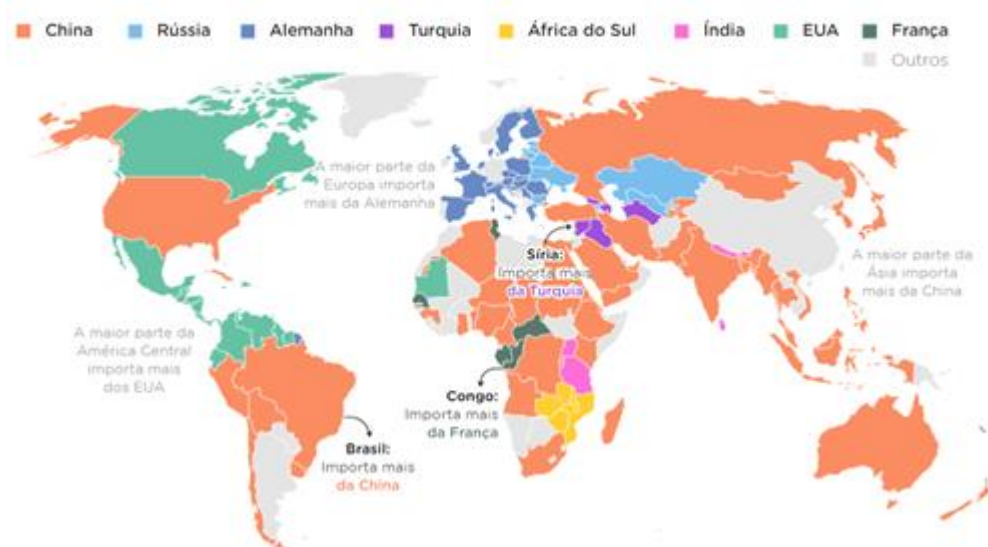 China
Rússia
Alemanha
Turquia
África do Sul
Índia
EUA
França
Outros
A maior parte da
Europa importa
mais da Alemanha
Síria:
Importa mais
da Turquia
A maior parte da
Ásia importa
mais da China
A maior parte da
América Central
importa mais
dos EUA
Congo:
Importa mais
da França
Brasil:
Importa mais
da China